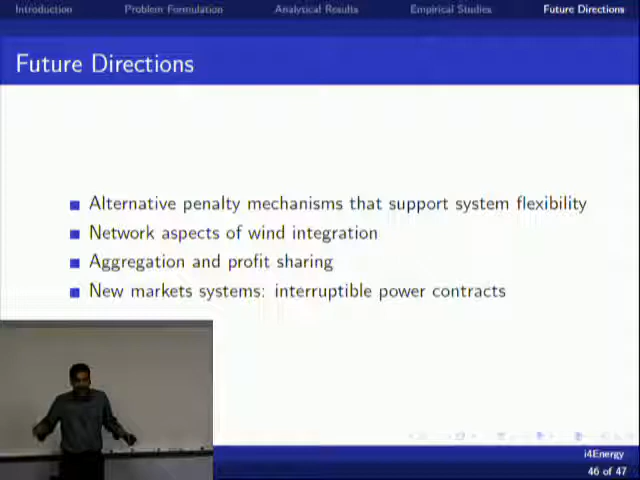 Introduction Problem Formulation Analytical Results Empirical Studies Future Directions
Future Directions
Alternative penalty mechanisms that support system flexibility
Network aspects of wind integration
Aggregation and profit sharing
New markets systems: interruptible power contracts
i4Energy
46 of 47